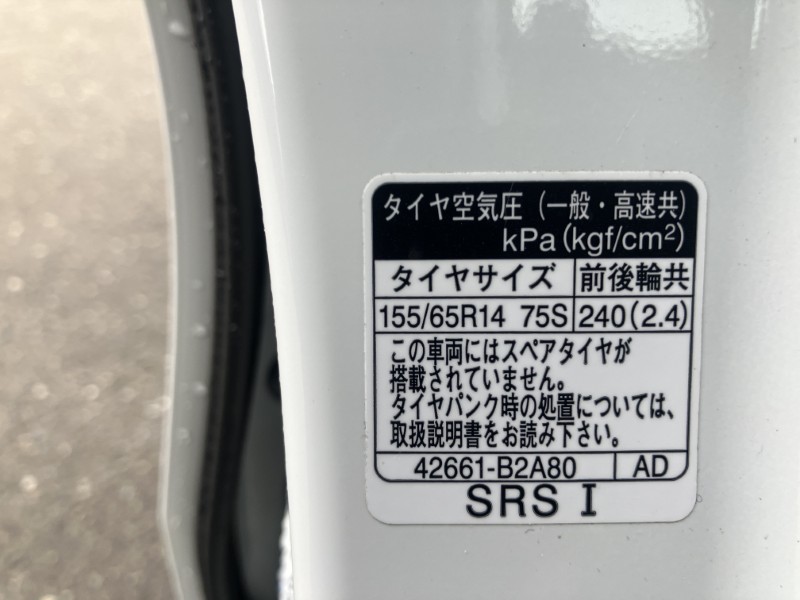 タイヤ空気圧（一般・高速共）
kPa(kgf/cm²)
タイヤサイズ 前後輪共
155/65R14 75S 240(2.4)
この車両にはスペアタイヤが
搭載されていません。
タイヤパンク時の処置については、
取扱説明書をお読み下さい。
42661-B2A80 AD
SRS I